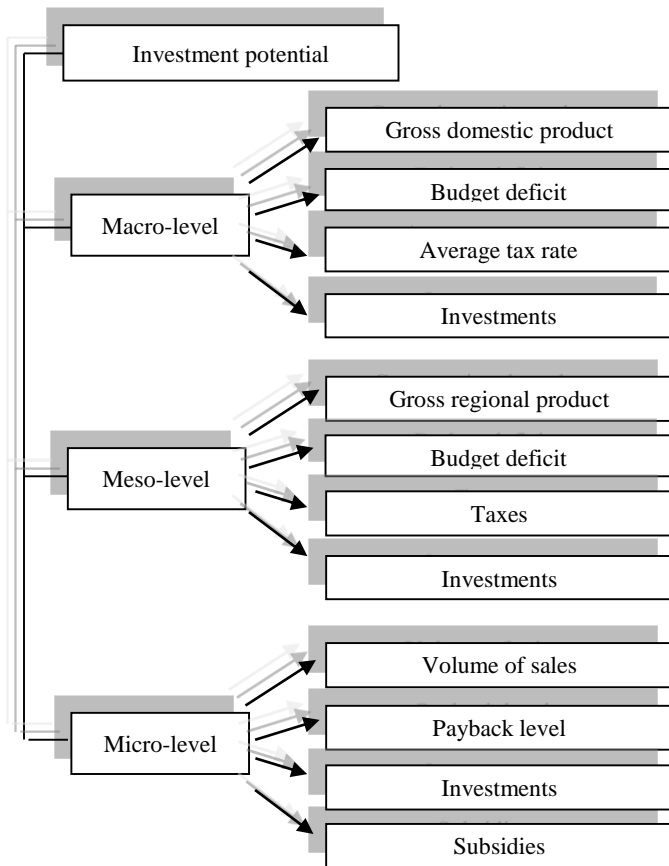 Investment potential
Macro-level
Gross domestic product
Budget deficit
Average tax rate
Investments
Meso-level
Gross regional product
Budget deficit
Taxes
Investments
Micro-level
Volume of sales
Payback level
Investments
Subsidies